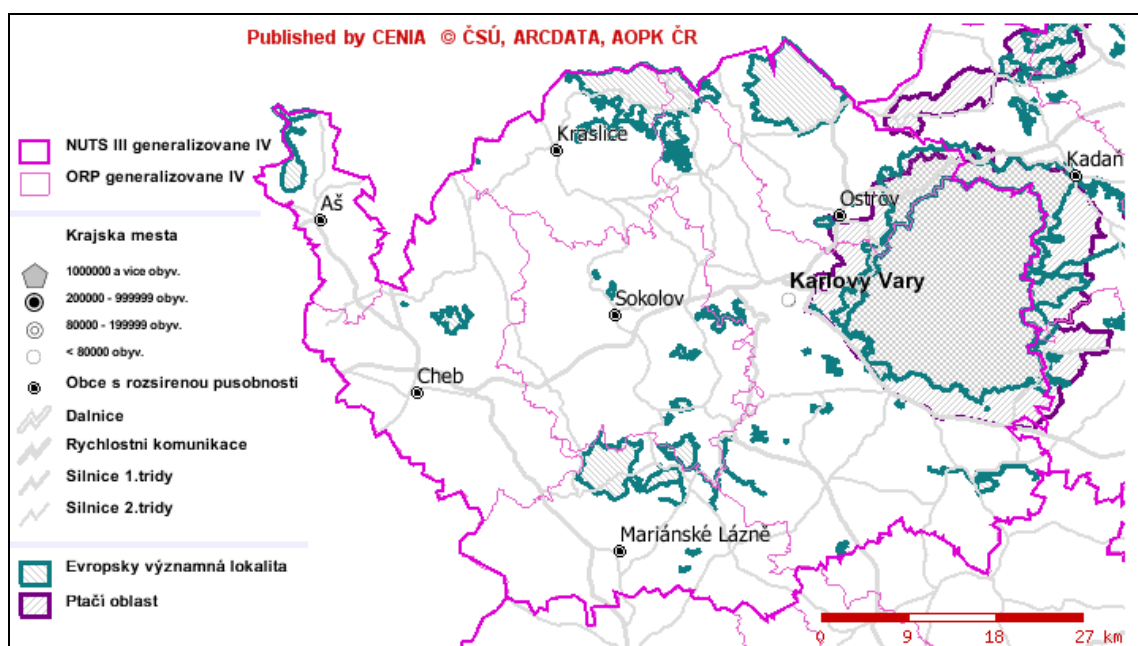 Published by CENIA © ČSÚ, ARCDATA, AOPK ČR
NUTS III generalizovane IV
ORP generalizovane IV
Krajska mesta
1000000 a vice obyv.
200000 - 999999 obyv.
80000 - 199999 obyv.
< 80000 obyv.
Obce s rozsirenou pusobnosti
Dalnice
Rychlostni komunikace
Silnice 1.tridy
Silnice 2.tridy
Evropsky významná lokalita
Ptačí oblast
Kraslice
Kadaň
Aš
Ostrov
Karlovy Vary
Sokolov
Cheb
Mariánské Lázně
0 9 18 27 km